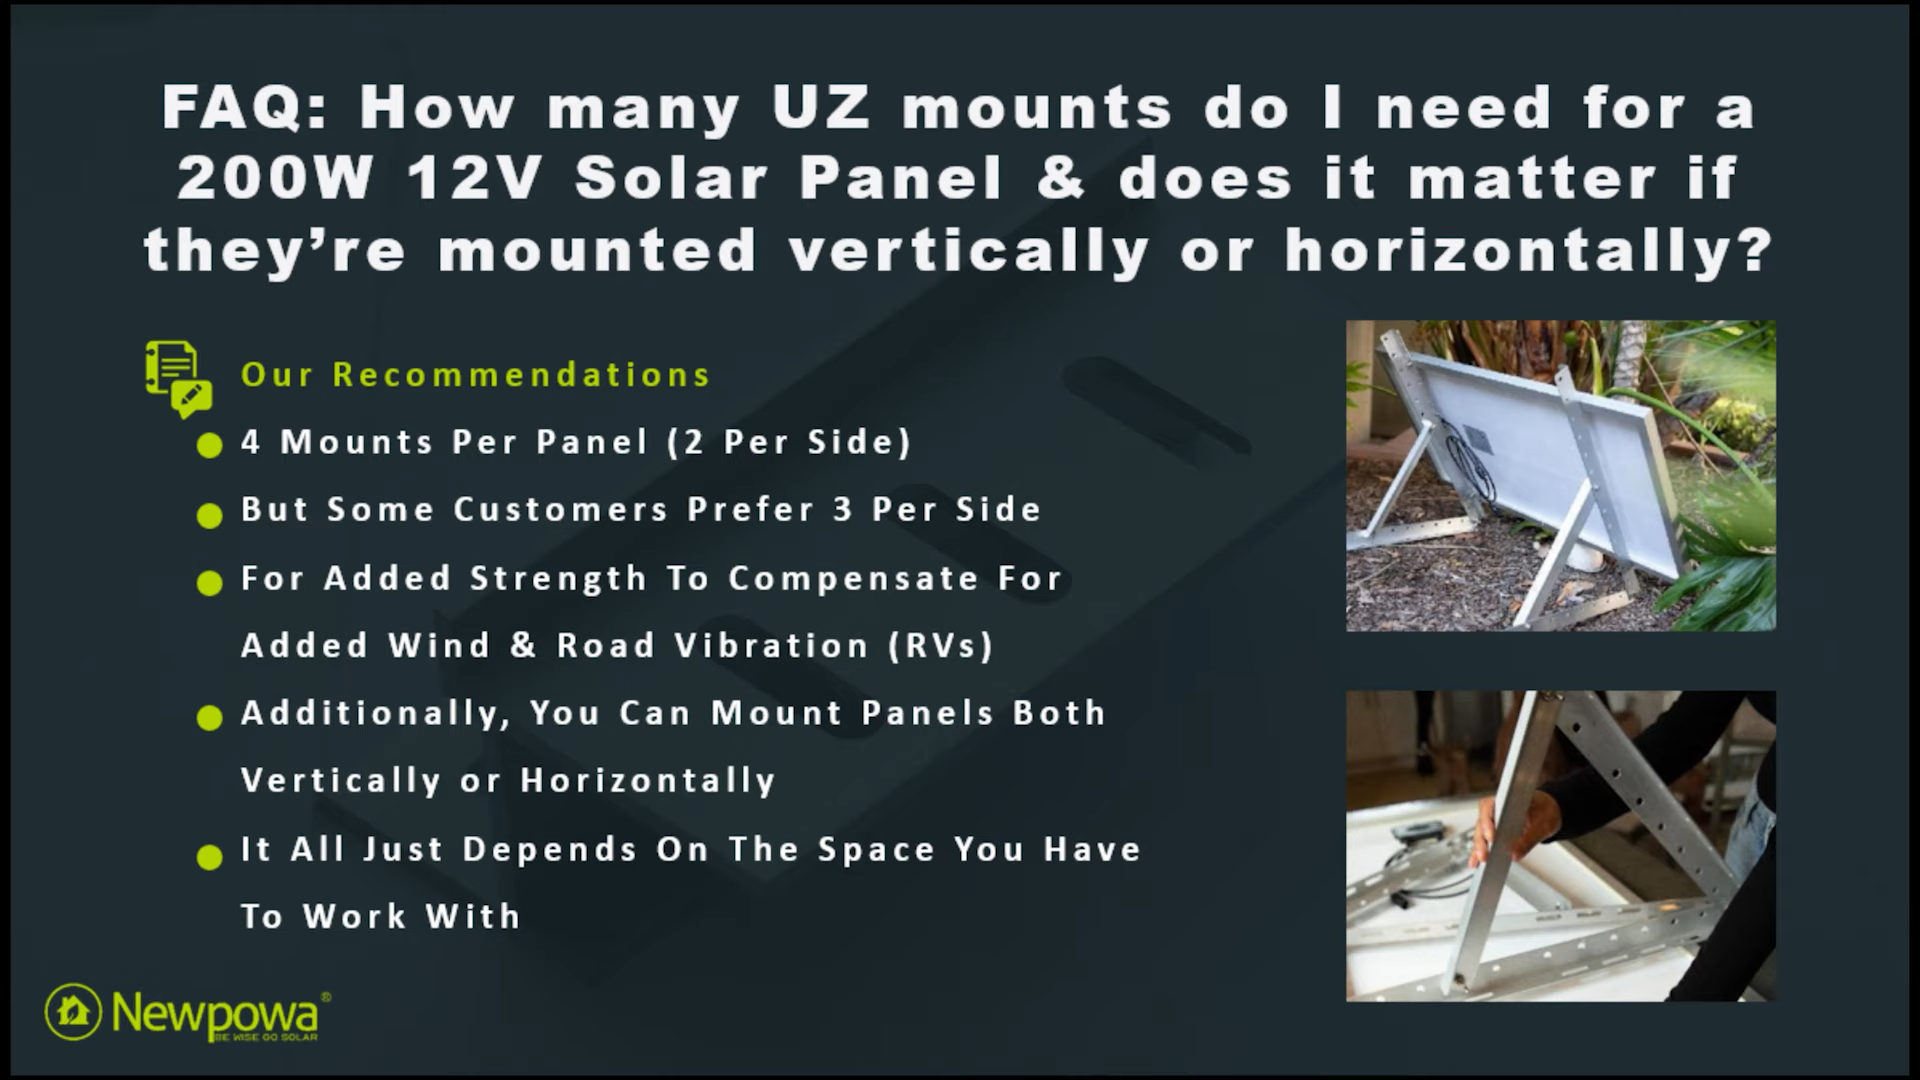 FAQ: How many UZ mounts do I need for a
200W 12V Solar Panel & does it matter if
they’re mounted vertically or horizontally?
Our Recommendations
4 Mounts Per Panel (2 Per Side)
But Some Customers Prefer 3 Per Side
For Added Strength To Compensate For
Added Wind & Road Vibration (RVs)
Additionally, You Can Mount Panels Both
Vertically or Horizontally
It All Just Depends On The Space You Have
To Work With
Newpowa®
BE WISE GO SOLAR